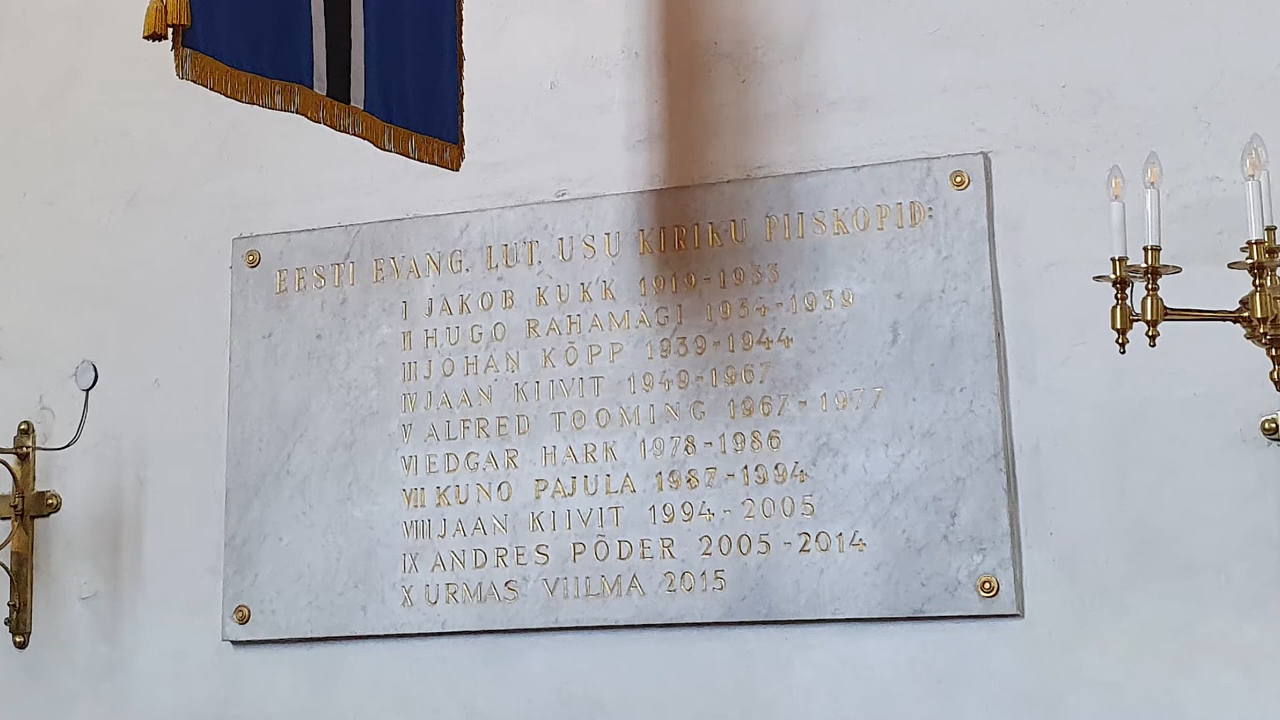 EESTI EVANG. LUT. USU KIRIKU PIISKOPID:
I JAKOB KUKK 1919-1933
II HUGO RAHAMÄGI 1934-1939
III JOHAN KÕPP 1939-1944
IV JAAN KIIVIT 1949-1967
V ALFRED TOOMING 1967-1977
VI EDGAR HARK 1978-1986
VII KUNO PAJULA 1987-1994
VIII JAAN KIIVIT 1994-2005
IX ANDRES PÕDER 2005-2014
X URMAS VIILMA 2015